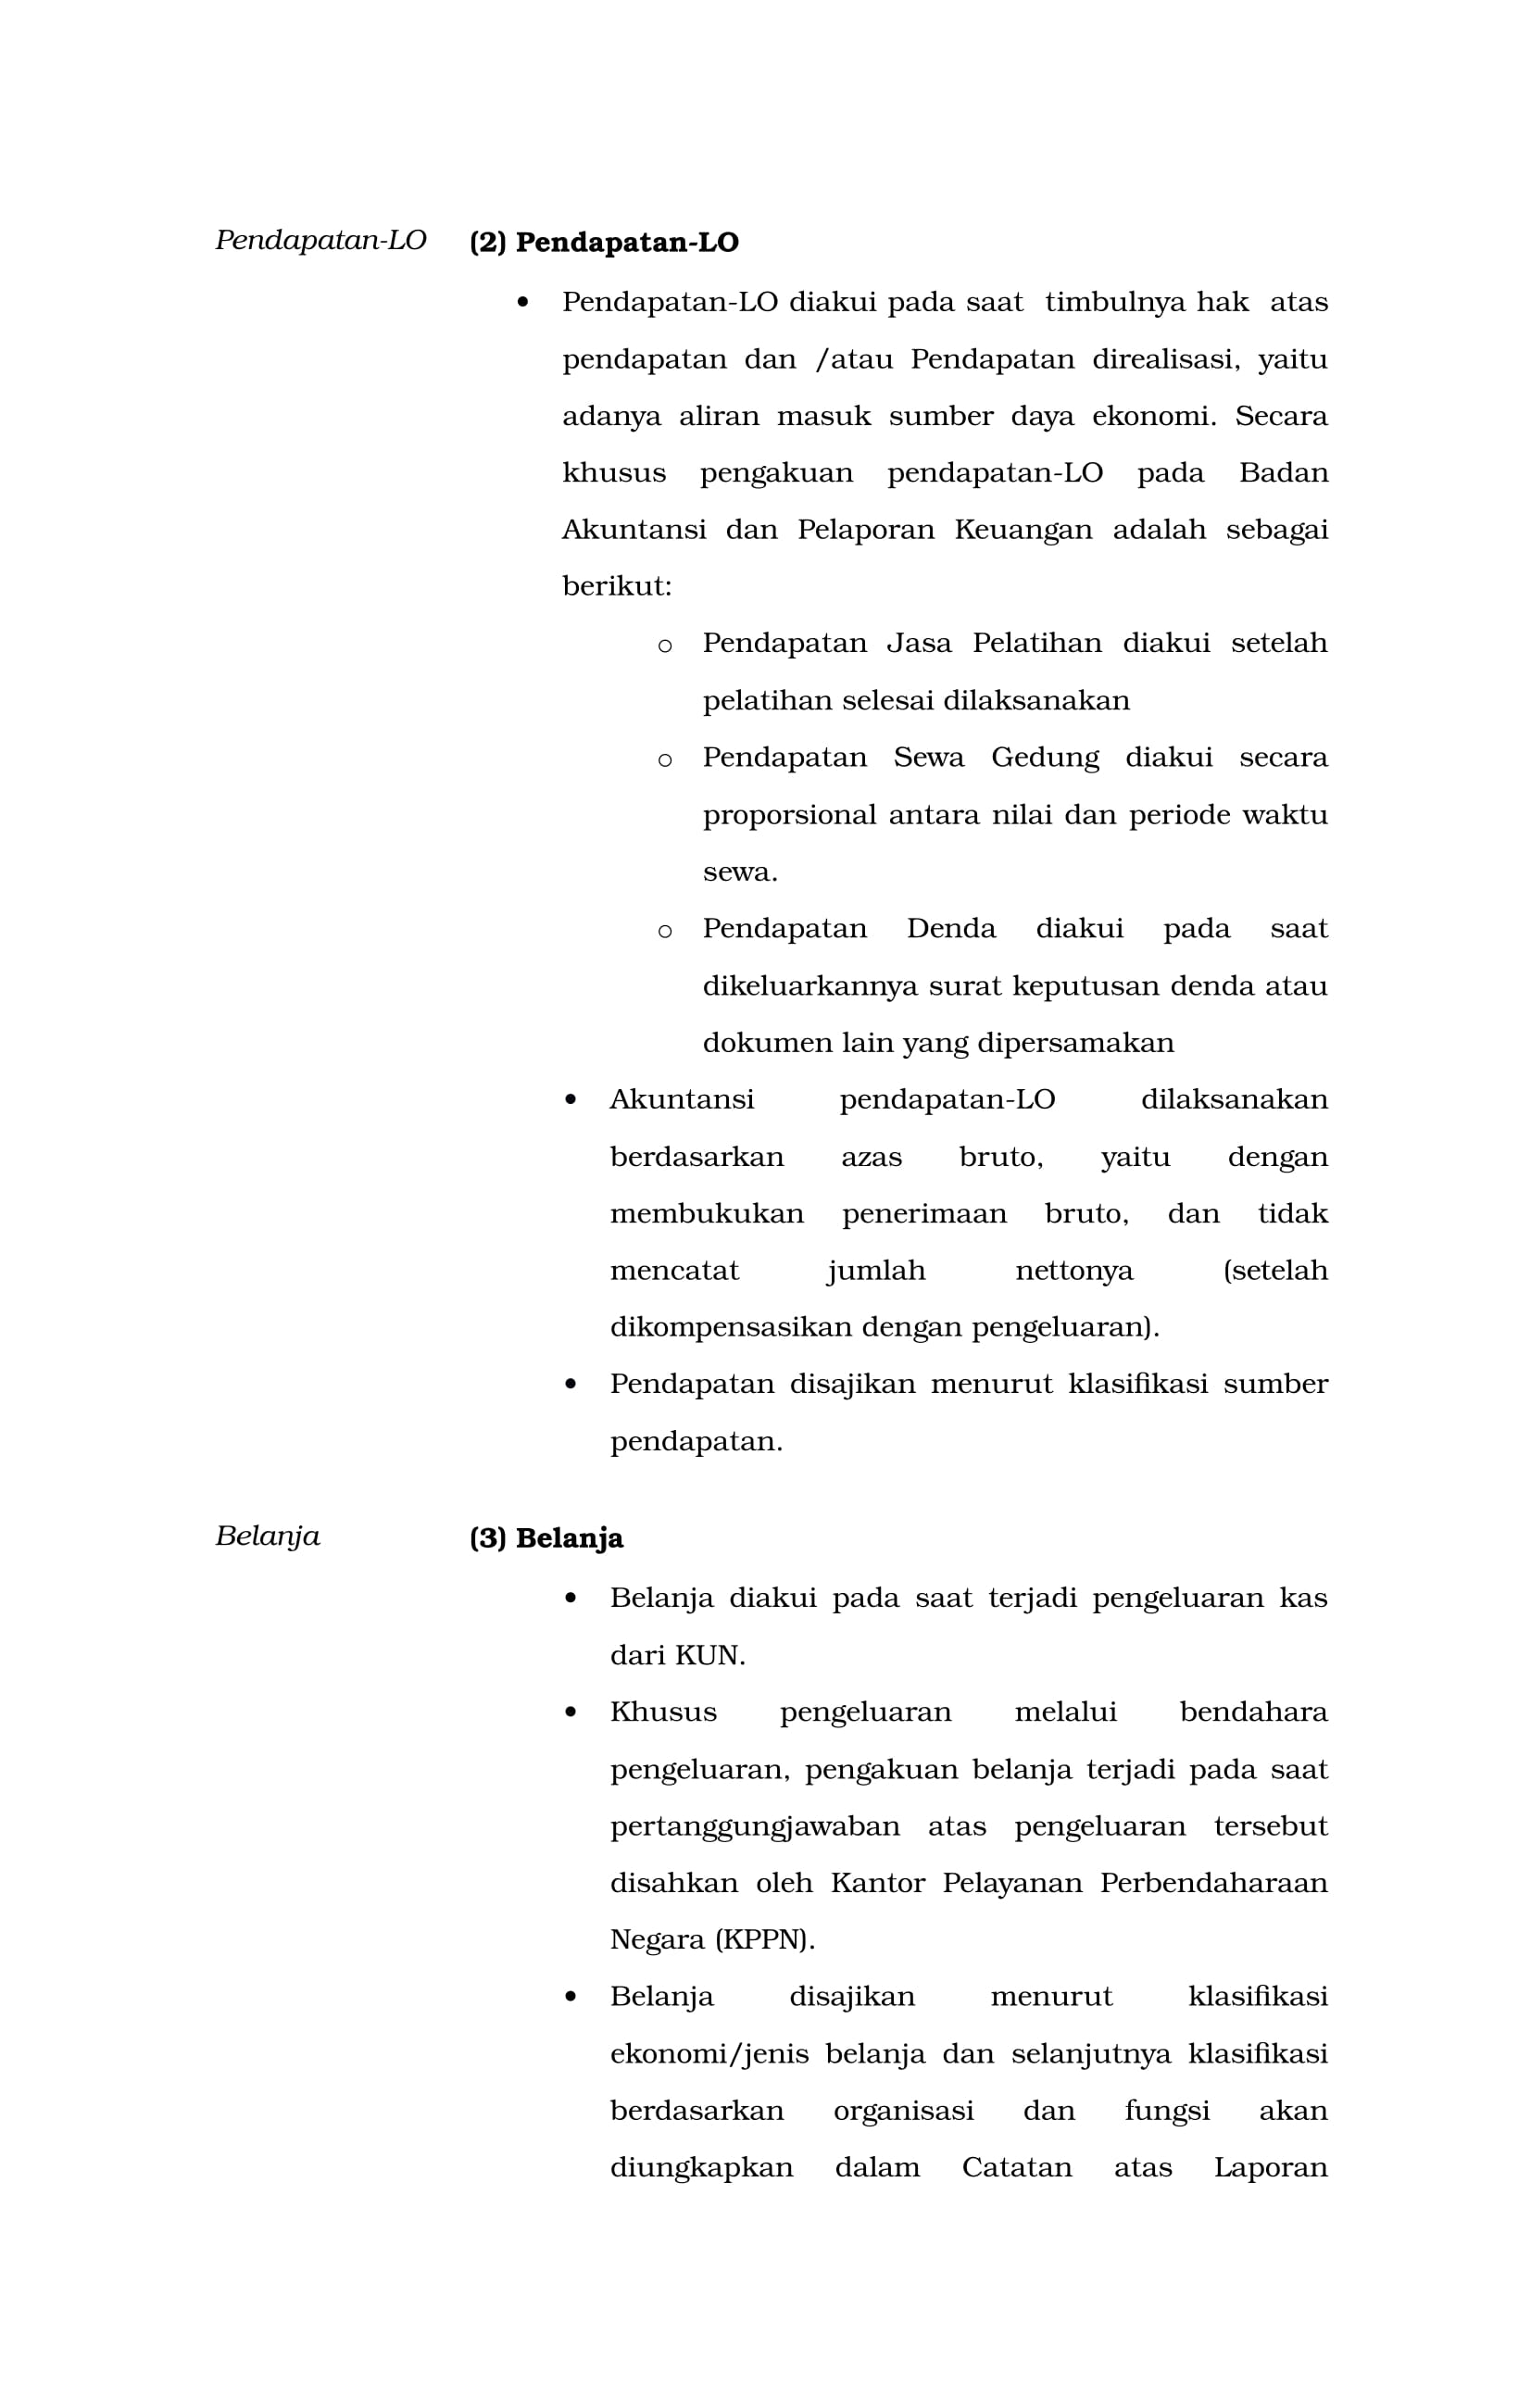 Pendapatan-LO (2) Pendapatan-LO
• Pendapatan-LO diakui pada saat timbulnya hak atas
pendapatan dan /atau Pendapatan direalisasi, yaitu
adanya aliran masuk sumber daya ekonomi. Secara
khusus pengakuan pendapatan-LO pada Badan
Akuntansi dan Pelaporan Keuangan adalah sebagai
berikut:
o Pendapatan Jasa Pelatihan diakui setelah
pelatihan selesai dilaksanakan
o Pendapatan Sewa Gedung diakui secara
proporsional antara nilai dan periode waktu
sewa.
o Pendapatan Denda diakui pada saat
dikeluarkannya surat keputusan denda atau
dokumen lain yang dipersamakan
• Akuntansi pendapatan-LO dilaksanakan
berdasarkan azas bruto, yaitu dengan
membukukan penerimaan bruto, dan tidak
mencatat jumlah nettonya (setelah
dikompensasikan dengan pengeluaran).
• Pendapatan disajikan menurut klasifikasi sumber
pendapatan.
Belanja (3) Belanja
• Belanja diakui pada saat terjadi pengeluaran kas
dari KUN.
• Khusus pengeluaran melalui bendahara
pengeluaran, pengakuan belanja terjadi pada saat
pertanggungjawaban atas pengeluaran tersebut
disahkan oleh Kantor Pelayanan Perbendaharaan
Negara (KPPN).
• Belanja disajikan menurut klasifikasi
ekonomi/jenis belanja dan selanjutnya klasifikasi
berdasarkan organisasi dan fungsi akan
diungkapkan dalam Catatan atas Laporan